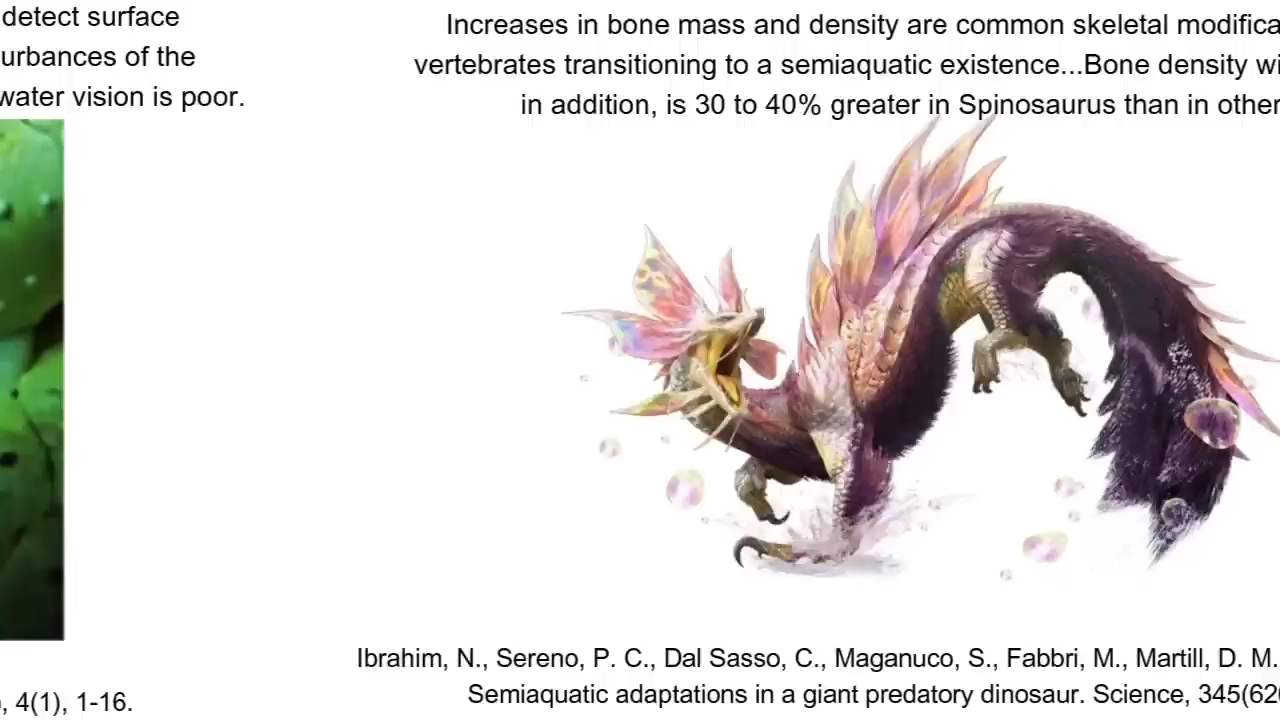 detect surface
urbances of the
water vision is poor.
Increases in bone mass and density are common skeletal modifica
vertebrates transitioning to a semiaquatic existence...Bone density wi
in addition, is 30 to 40% greater in Spinosaurus than in other
, 4(1), 1-16.
Ibrahim, N., Sereno, P. C., Dal Sasso, C., Maganuco, S., Fabbri, M., Martill, D. M.
Semiaquatic adaptations in a giant predatory dinosaur. Science, 345(62